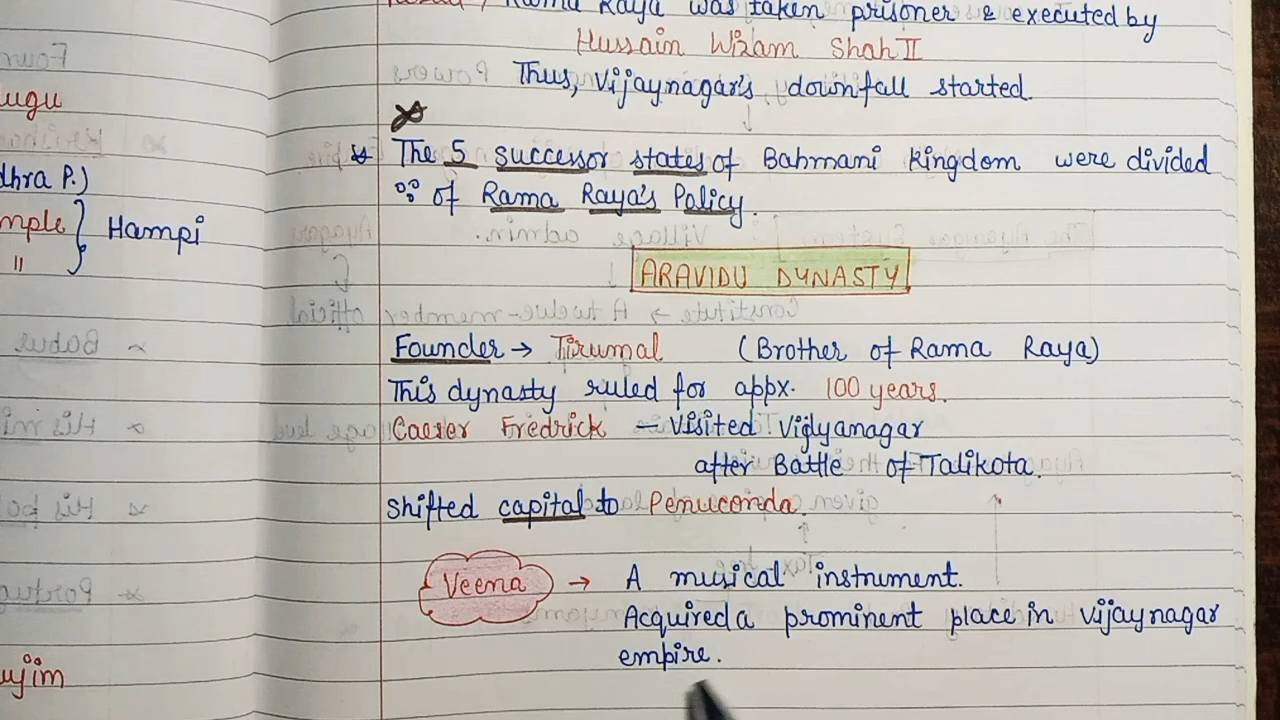 Rama Raya was taken prisoner & executed by
Hussain Nizam Shah II
Thus, Vijaynagar's downfall started.
The 5 successor states of Bahmani Kingdom were divided
∵ of Rama Raya's Policy.
ARAVIDU DYNASTY
Founder → Tirumal (Brother of Rama Raya)
This dynasty ruled for appx. 100 years.
Caeser Fredrick – Visited Vijyanagar
after Battle of Talikota.
Shifted capital to Penuconda.
Veena → A musical instrument.
Acquired a prominent place in Vijaynagar
empire.
ugu
dhra P.)
mple } Hampi
"
ujim